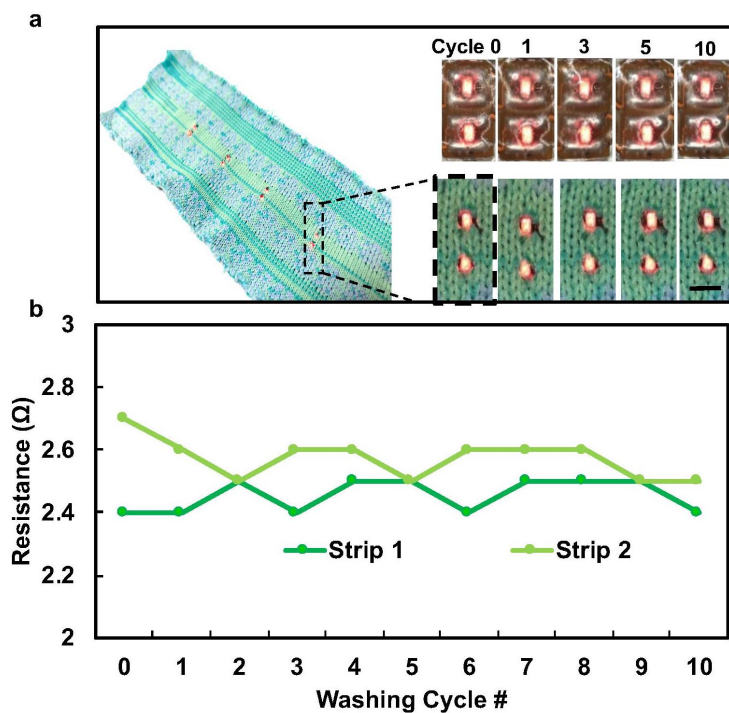 a
Cycle 0 1 3 5 10
b
3
2.8
2.6
2.4
2.2
2
Resistance (Ω)
Strip 1 Strip 2
0 1 2 3 4 5 6 7 8 9 10
Washing Cycle #